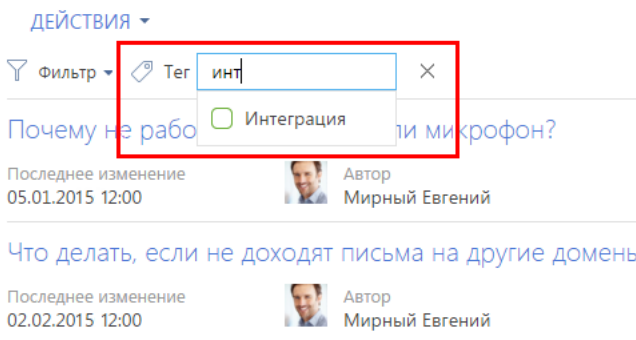 ДЕЙСТВИЯ
Фильтр Тег инт
Интеграция
Почему не рабо ли микрофон?
Последнее изменение Автор
05.01.2015 12:00 Мирный Евгений
Что делать, если не доходят письма на другие домены
Последнее изменение Автор
02.02.2015 12:00 Мирный Евгений